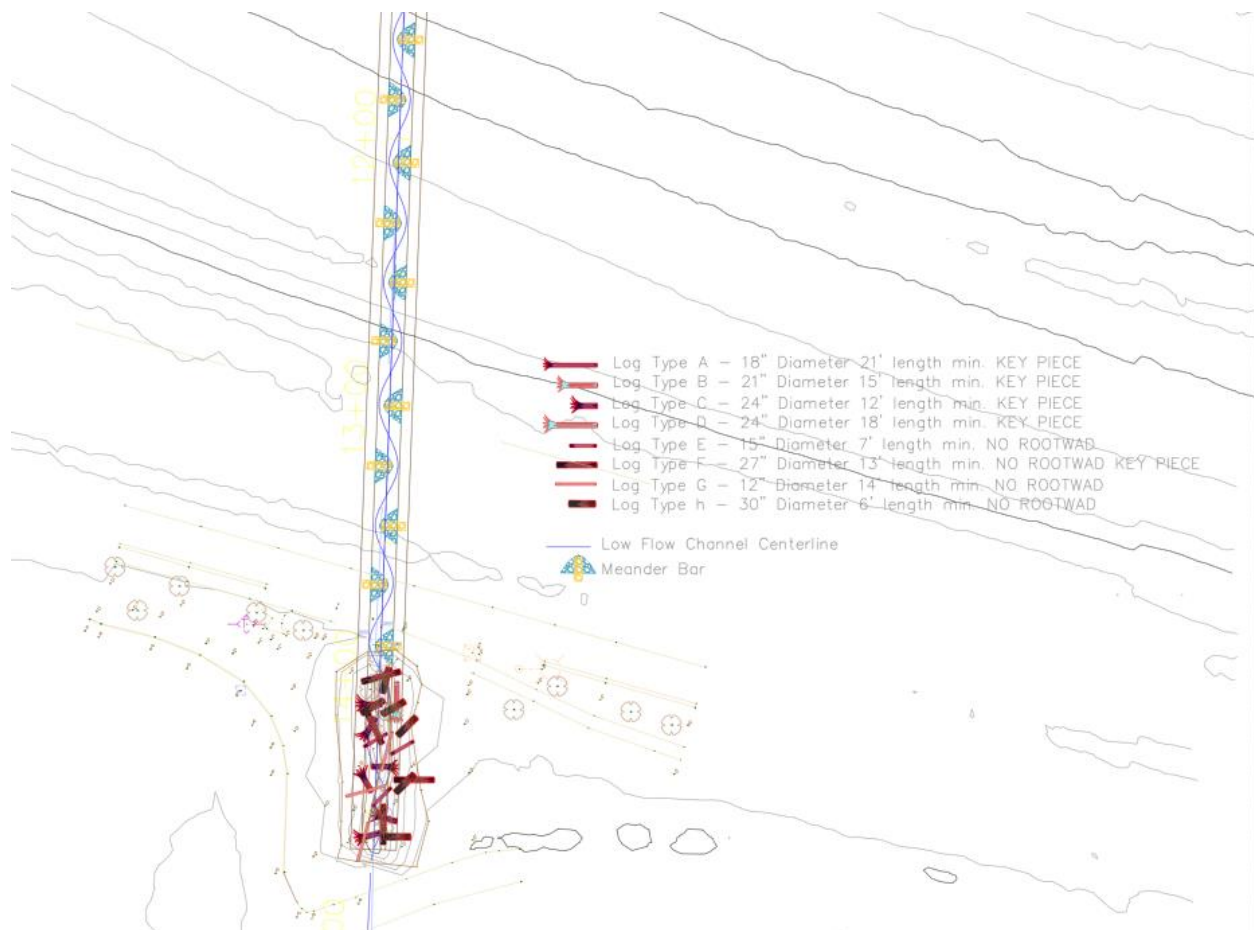 12+00
Log Type A - 18" Diameter 21' length min. KEY PIECE
Log Type B - 21" Diameter 15' length min. KEY PIECE
Log Type C - 24" Diameter 12' length min. KEY PIECE
Log Type D - 24" Diameter 18' length min. KEY PIECE
13+00
Log Type E - 15" Diameter 7' length min. NO ROOTWAD
Log Type F - 27" Diameter 13' length min. NO ROOTWAD KEY PIECE
Log Type G - 12" Diameter 14' length min. NO ROOTWAD
Log Type h - 30" Diameter 6' length min. NO ROOTWAD
Low Flow Channel Centerline
Meander Bar